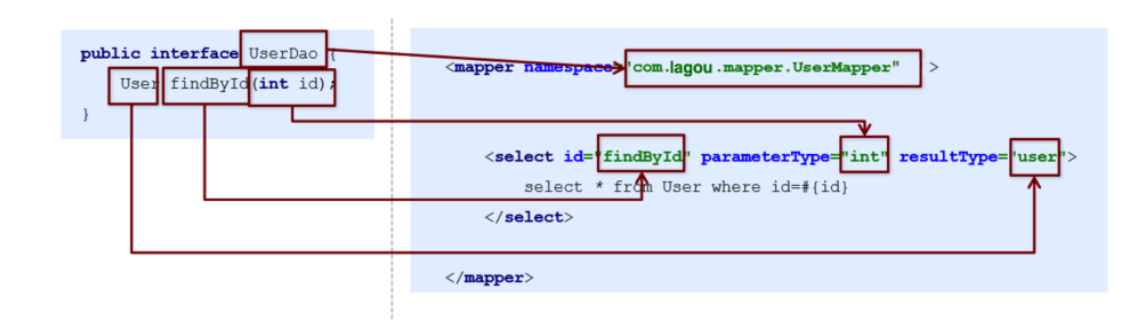 public interface UserDao {
User findById(int id);
}
<mapper namespace="com.lagou.mapper.UserMapper" >
<select id="findById" parameterType="int" resultType="user">
select * from User where id=#{id}
</select>
</mapper>